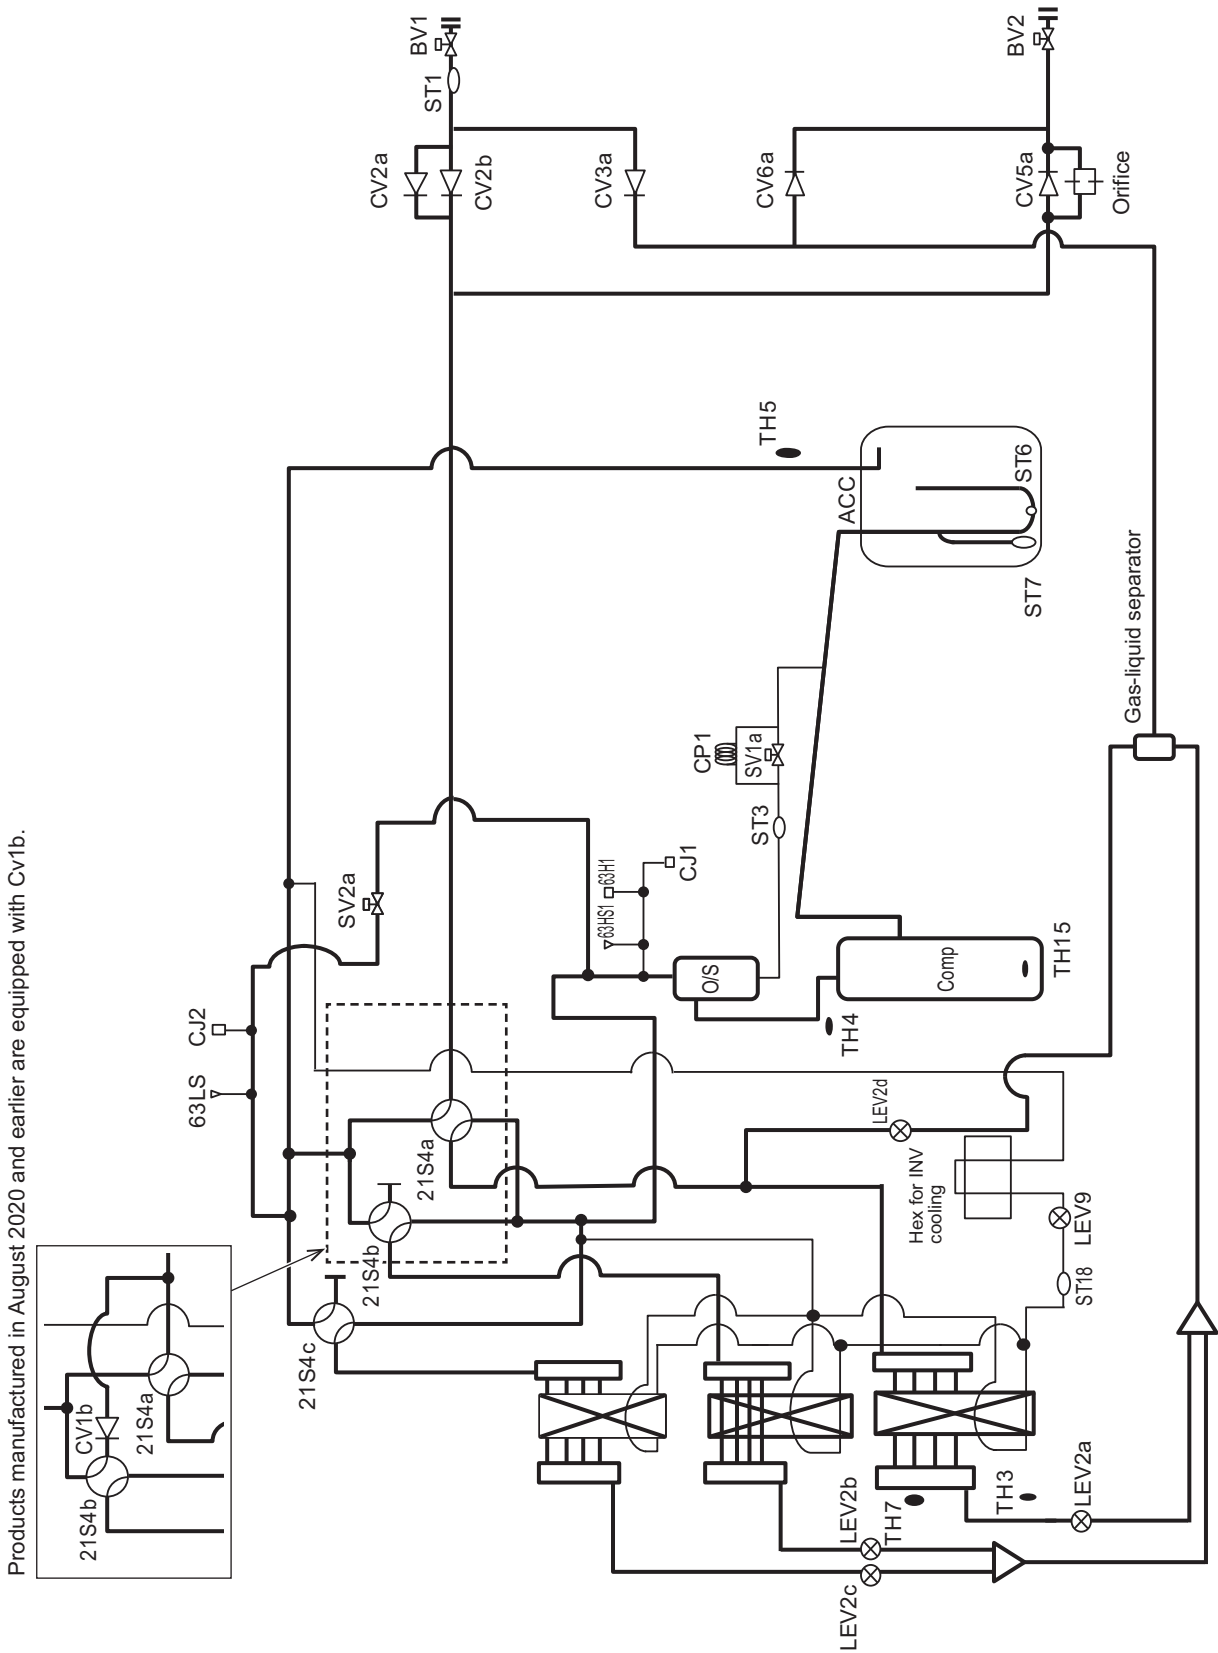 Products manufactured in August 2020 and earlier are equipped with Cv1b.
21S4b
CV1b
21S4a
63LS
CJ2
21S4c
21S4b
21S4a
SV2a
BV1
ST1
CV2a
CV2b
CV3a
CV6a
CV5a
Orifice
BV2
TH5
ACC
ST6
ST7
63HS1
63H1
CJ1
O/S
CP1
SV1a
ST3
Comp
TH15
TH4
Gas-liquid separator
LEV2d
Hex for INV
cooling
LEV9
ST18
LEV2b
LEV2c
TH7
TH3
LEV2a